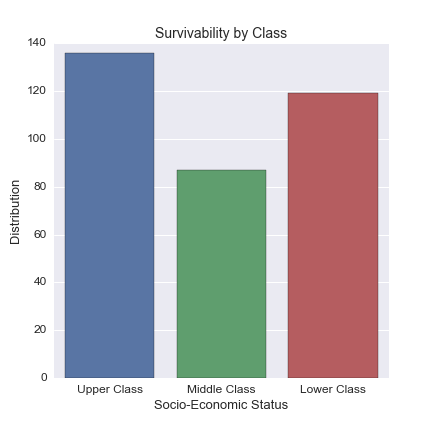 Survivability by Class
Distribution
140
120
100
80
60
40
20
0
Upper Class Middle Class Lower Class
Socio-Economic Status